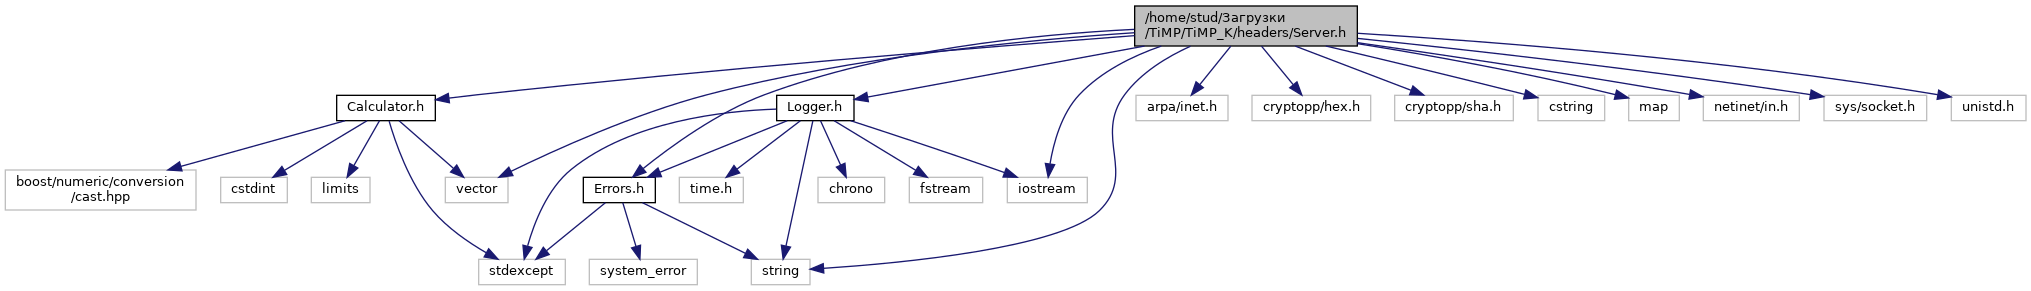 /home/stud/Загрузки
/TiMP/TiMP_K/headers/Server.h
Calculator.h
Logger.h
arpa/inet.h
cryptopp/hex.h
cryptopp/sha.h
cstring
map
netinet/in.h
sys/socket.h
unistd.h
boost/numeric/conversion
/cast.hpp
cstdint
limits
vector
Errors.h
time.h
chrono
fstream
iostream
stdexcept
system_error
string